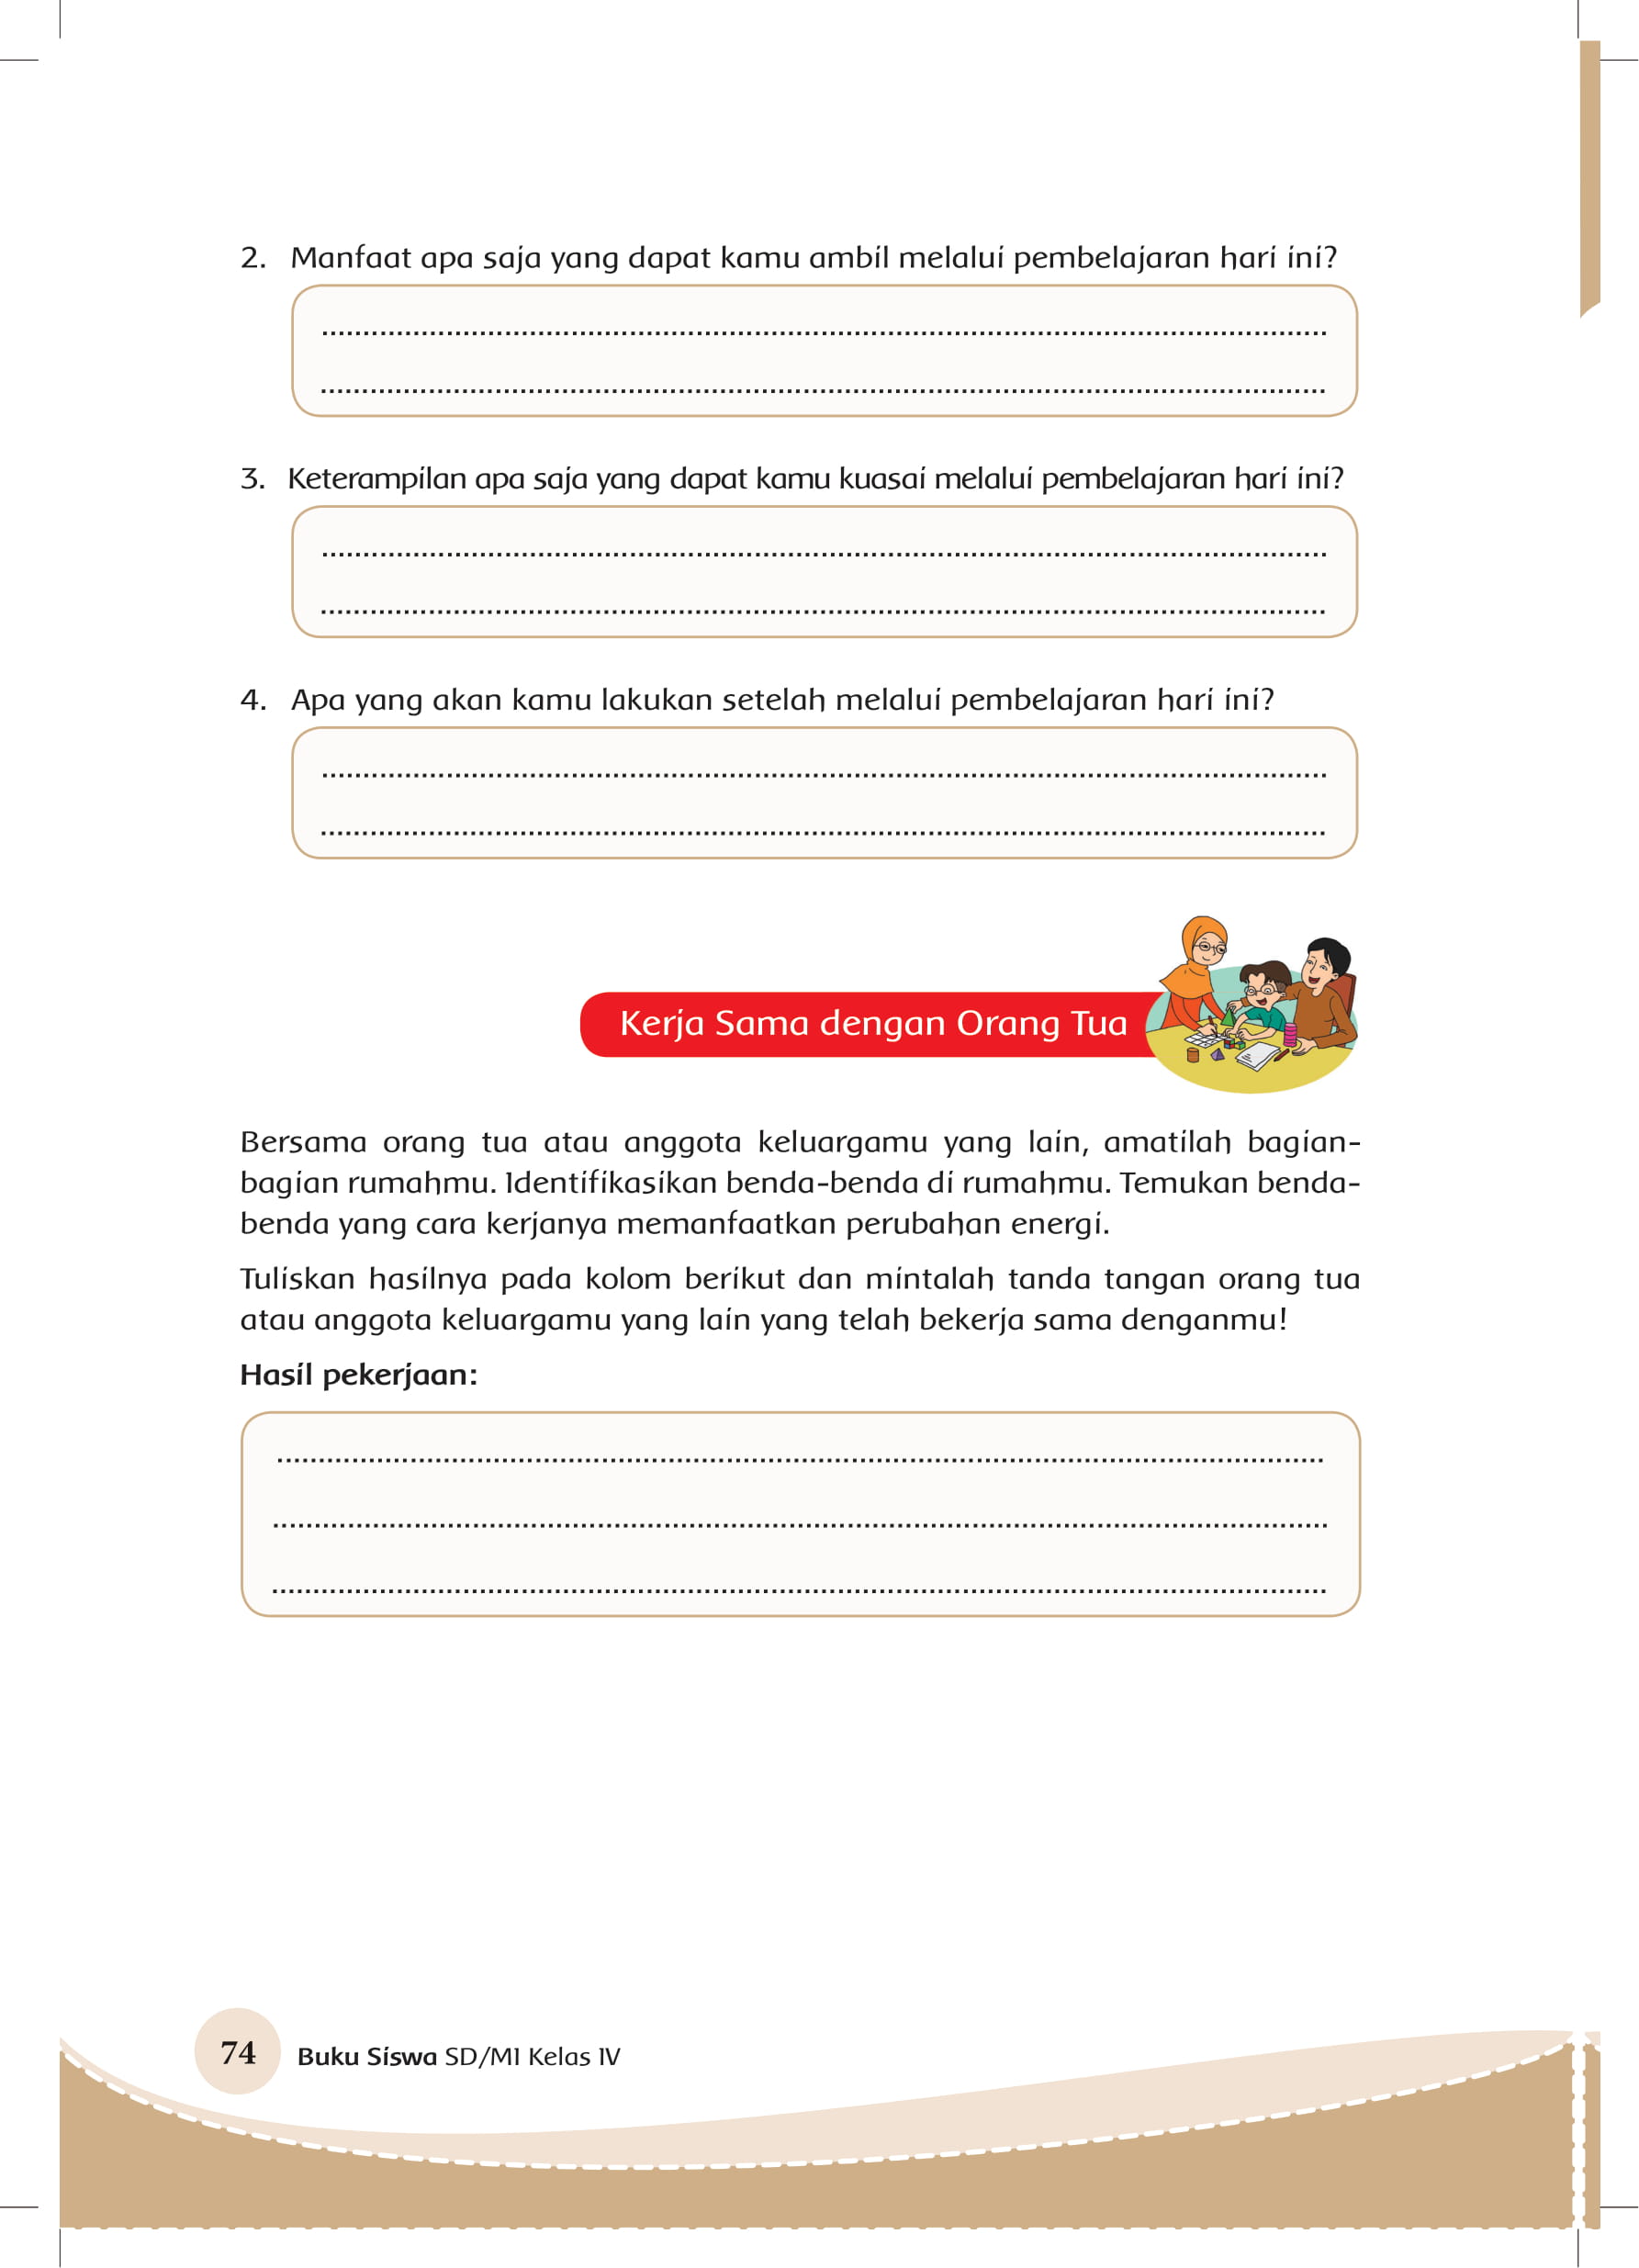 2. Manfaat apa saja yang dapat kamu ambil melalui pembelajaran hari ini?
3. Keterampilan apa saja yang dapat kamu kuasai melalui pembelajaran hari ini?
4. Apa yang akan kamu lakukan setelah melalui pembelajaran hari ini?
Kerja Sama dengan Orang Tua
Bersama orang tua atau anggota keluargamu yang lain, amatilah bagian-
bagian rumahmu. Identifikasikan benda-benda di rumahmu. Temukan benda-
benda yang cara kerjanya memanfaatkan perubahan energi.
Tuliskan hasilnya pada kolom berikut dan mintalah tanda tangan orang tua
atau anggota keluargamu yang lain yang telah bekerja sama denganmu!
Hasil pekerjaan:
74 Buku Siswa SD/MI Kelas IV